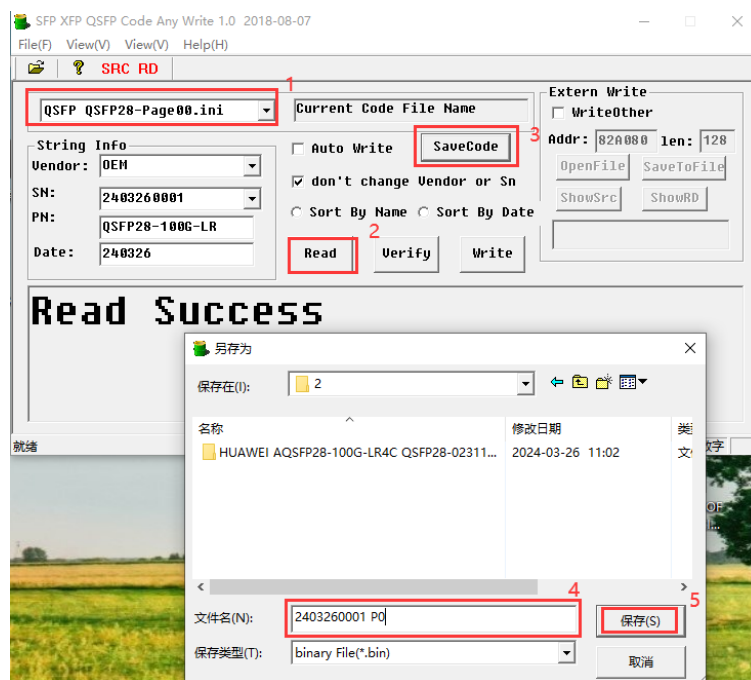 SFP XFP QSFP Code Any Write 1.0 2018-08-07
File(F) View(V) View(V) Help(H)
SRC RD
1
QSFP QSFP28-Page00.ini
Current Code File Name
Extern Write
WriteOther
Addr: 82A080 len: 128
OpenFile SaveToFile
ShowSrc ShowRD
String Info
Vendor: OEM
SN: 2403260001
PN: QSFP28-100G-LR
Date: 240326
Auto Write
SaveCode
3
don't change Vendor or Sn
Sort By Name Sort By Date
2
Read Verify Write
Read Success
另存为
保存在(I): 2
名称 修改日期
HUAWEI AQSFP28-100G-LR4C QSFP28-02311... 2024-03-26 11:02
就绪
数字
4
文件名(N): 2403260001 P0
5
保存(S)
保存类型(T): binary File(*.bin)
取消